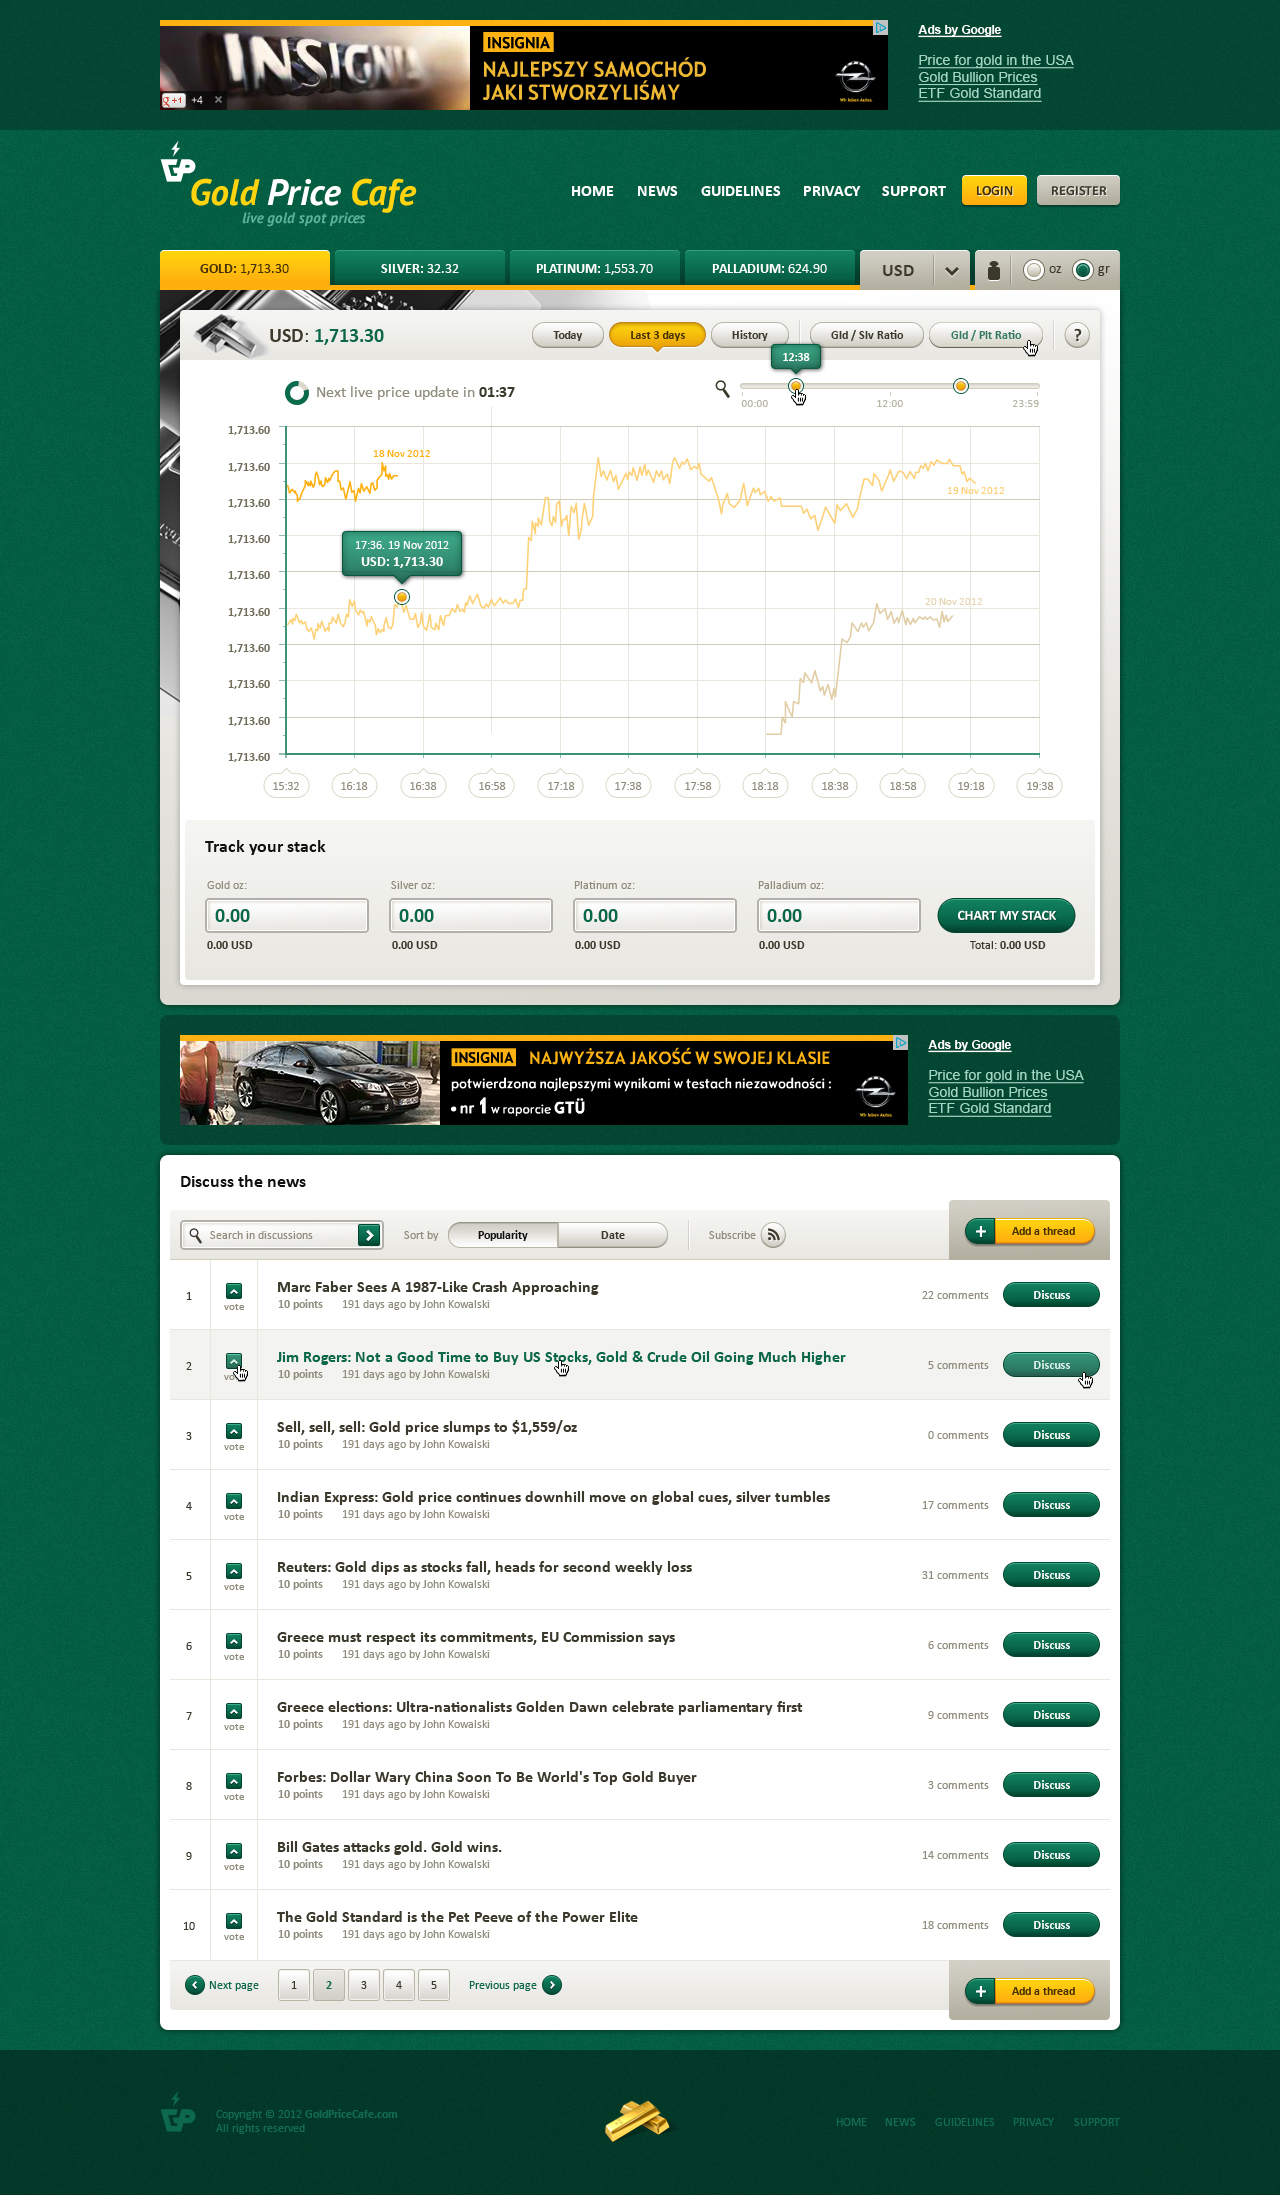 INSIGNIA
g +1 +4 ×
INSIGNIA
NAJLEPSZY SAMOCHÓD
JAKI STWORZYLIŚMY
Wir leben Autos.
Ads by Google
Price for gold in the USA
Gold Bullion Prices
ETF Gold Standard
GP
Gold Price Cafe
live gold spot prices
HOME NEWS GUIDELINES PRIVACY SUPPORT LOGIN REGISTER
GOLD: 1,713.30 SILVER: 32.32 PLATINUM: 1,553.70 PALLADIUM: 624.90 USD oz gr
USD: 1,713.30 Today Last 3 days History Gld / Slv Ratio Gld / Plt Ratio ?
12:38
Next live price update in 01:37
00:00 12:00 23:59
1,713.60
18 Nov 2012
1,713.60
19 Nov 2012
1,713.60
1,713.60
17:36. 19 Nov 2012
USD: 1,713.30
1,713.60
20 Nov 2012
1,713.60
1,713.60
1,713.60
1,713.60
1,713.60
15:32 16:18 16:38 16:58 17:18 17:38 17:58 18:18 18:38 18:58 19:18 19:38
Track your stack
Gold oz: Silver oz: Platinum oz: Palladium oz:
0.00 0.00 0.00 0.00 CHART MY STACK
0.00 USD 0.00 USD 0.00 USD 0.00 USD Total: 0.00 USD
INSIGNIA NAJWYŻSZA JAKOŚĆ W SWOJEJ KLASIE
potwierdzona najlepszymi wynikami w testach niezawodności :
• nr 1 w raporcie GTÜ
Wir leben Autos.
Ads by Google
Price for gold in the USA
Gold Bullion Prices
ETF Gold Standard
Discuss the news
Search in discussions Sort by Popularity Date Subscribe + Add a thread
1 vote Marc Faber Sees A 1987-Like Crash Approaching 22 comments Discuss
10 points 191 days ago by John Kowalski
2 vote Jim Rogers: Not a Good Time to Buy US Stocks, Gold & Crude Oil Going Much Higher 5 comments Discuss
10 points 191 days ago by John Kowalski
3 vote Sell, sell, sell: Gold price slumps to $1,559/oz 0 comments Discuss
10 points 191 days ago by John Kowalski
4 vote Indian Express: Gold price continues downhill move on global cues, silver tumbles 17 comments Discuss
10 points 191 days ago by John Kowalski
5 vote Reuters: Gold dips as stocks fall, heads for second weekly loss 31 comments Discuss
10 points 191 days ago by John Kowalski
6 vote Greece must respect its commitments, EU Commission says 6 comments Discuss
10 points 191 days ago by John Kowalski
7 vote Greece elections: Ultra-nationalists Golden Dawn celebrate parliamentary first 9 comments Discuss
10 points 191 days ago by John Kowalski
8 vote Forbes: Dollar Wary China Soon To Be World's Top Gold Buyer 3 comments Discuss
10 points 191 days ago by John Kowalski
9 vote Bill Gates attacks gold. Gold wins. 14 comments Discuss
10 points 191 days ago by John Kowalski
10 vote The Gold Standard is the Pet Peeve of the Power Elite 18 comments Discuss
10 points 191 days ago by John Kowalski
Next page 1 2 3 4 5 Previous page + Add a thread
GP
Copyright © 2012 GoldPriceCafe.com
All rights reserved
HOME NEWS GUIDELINES PRIVACY SUPPORT